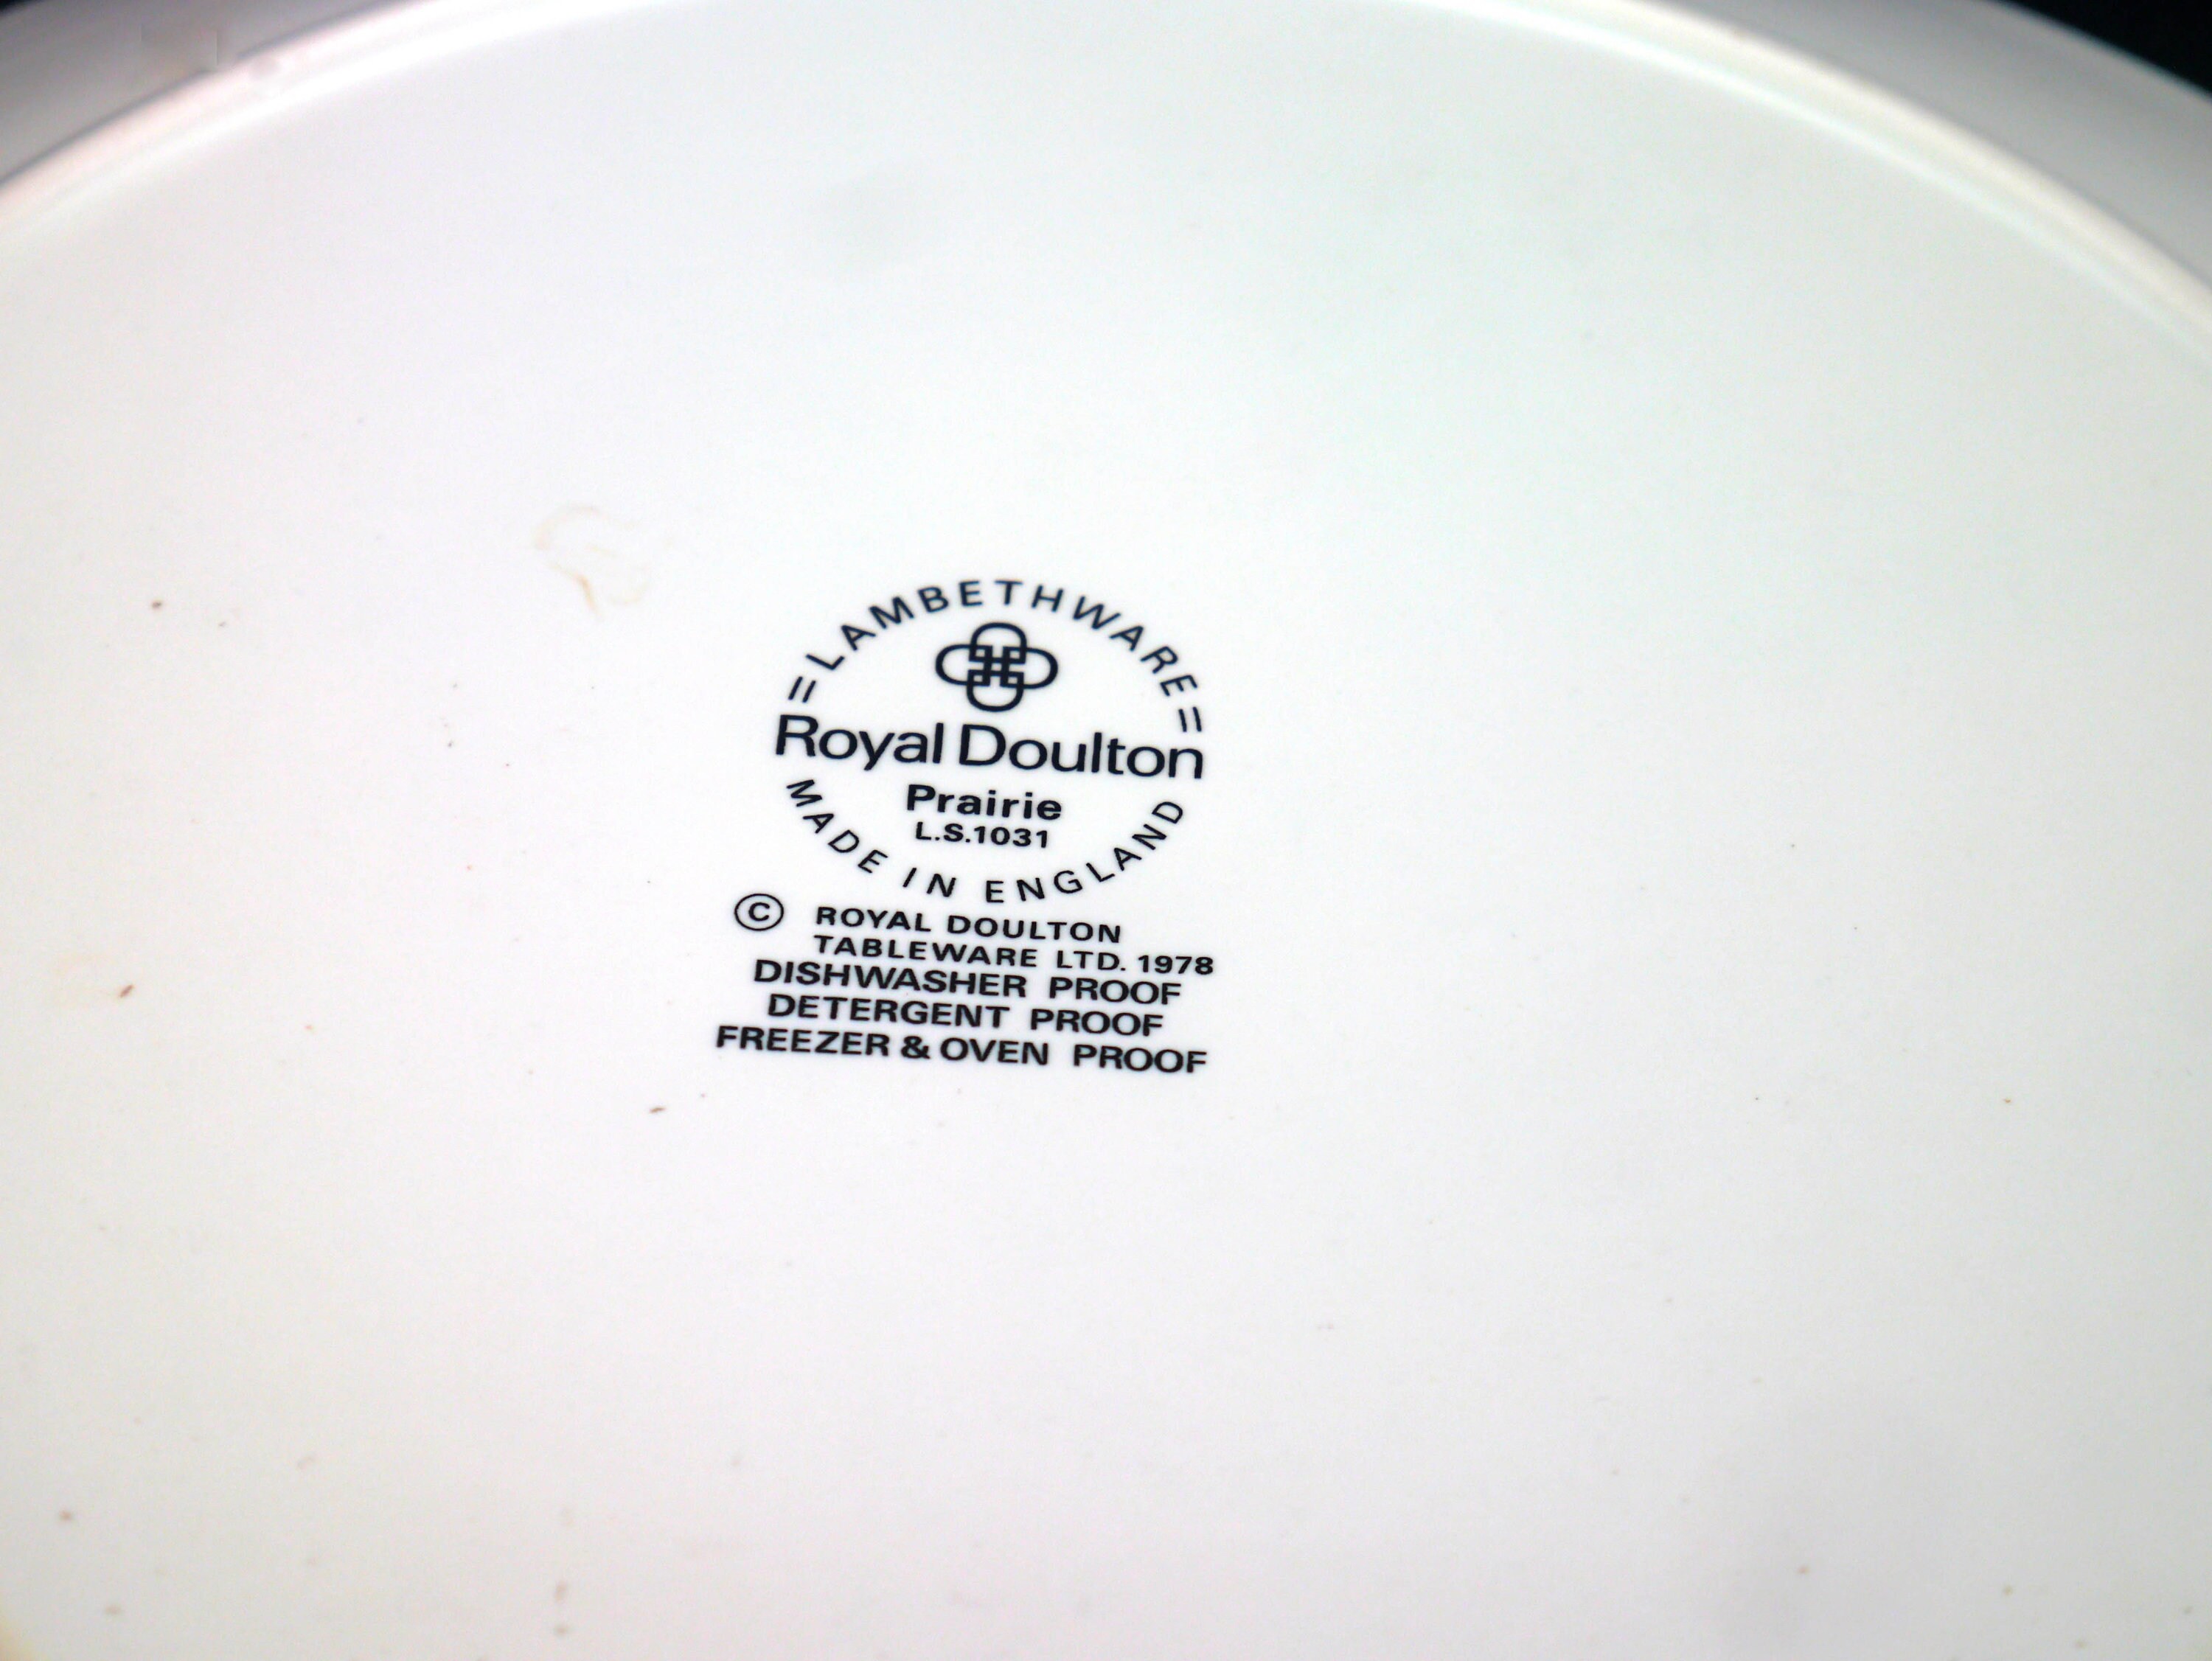 =LAMBETHWARE=
Royal Doulton
Prairie
L.S.1031
MADE IN ENGLAND
© ROYAL DOULTON
TABLEWARE LTD. 1978
DISHWASHER PROOF
DETERGENT PROOF
FREEZER & OVEN PROOF